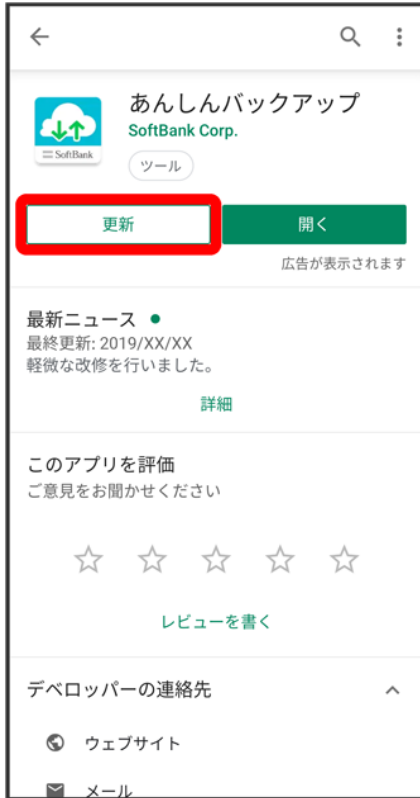 あんしんバックアップ
SoftBank Corp.
SoftBank
ツール
更新
開く
広告が表示されます
最新ニュース
最終更新: 2019/XX/XX
軽微な改修を行いました。
詳細
このアプリを評価
ご意見をお聞かせください
レビューを書く
デベロッパーの連絡先
ウェブサイト
メール